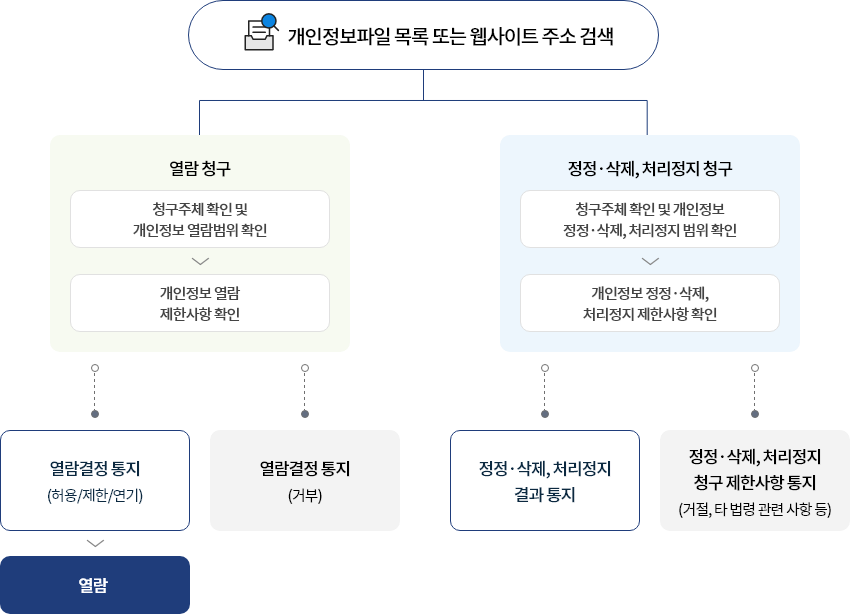 개인정보파일 목록 또는 웹사이트 주소 검색
열람 청구
청구주체 확인 및
개인정보 열람범위 확인
개인정보 열람
제한사항 확인
정정·삭제, 처리정지 청구
청구주체 확인 및 개인정보
정정·삭제, 처리정지 범위 확인
개인정보 정정·삭제,
처리정지 제한사항 확인
열람결정 통지
(허용/제한/연기)
열람결정 통지
(거부)
정정·삭제, 처리정지
결과 통지
정정·삭제, 처리정지
청구 제한사항 통지
(거절, 타 법령 관련 사항 등)
열람